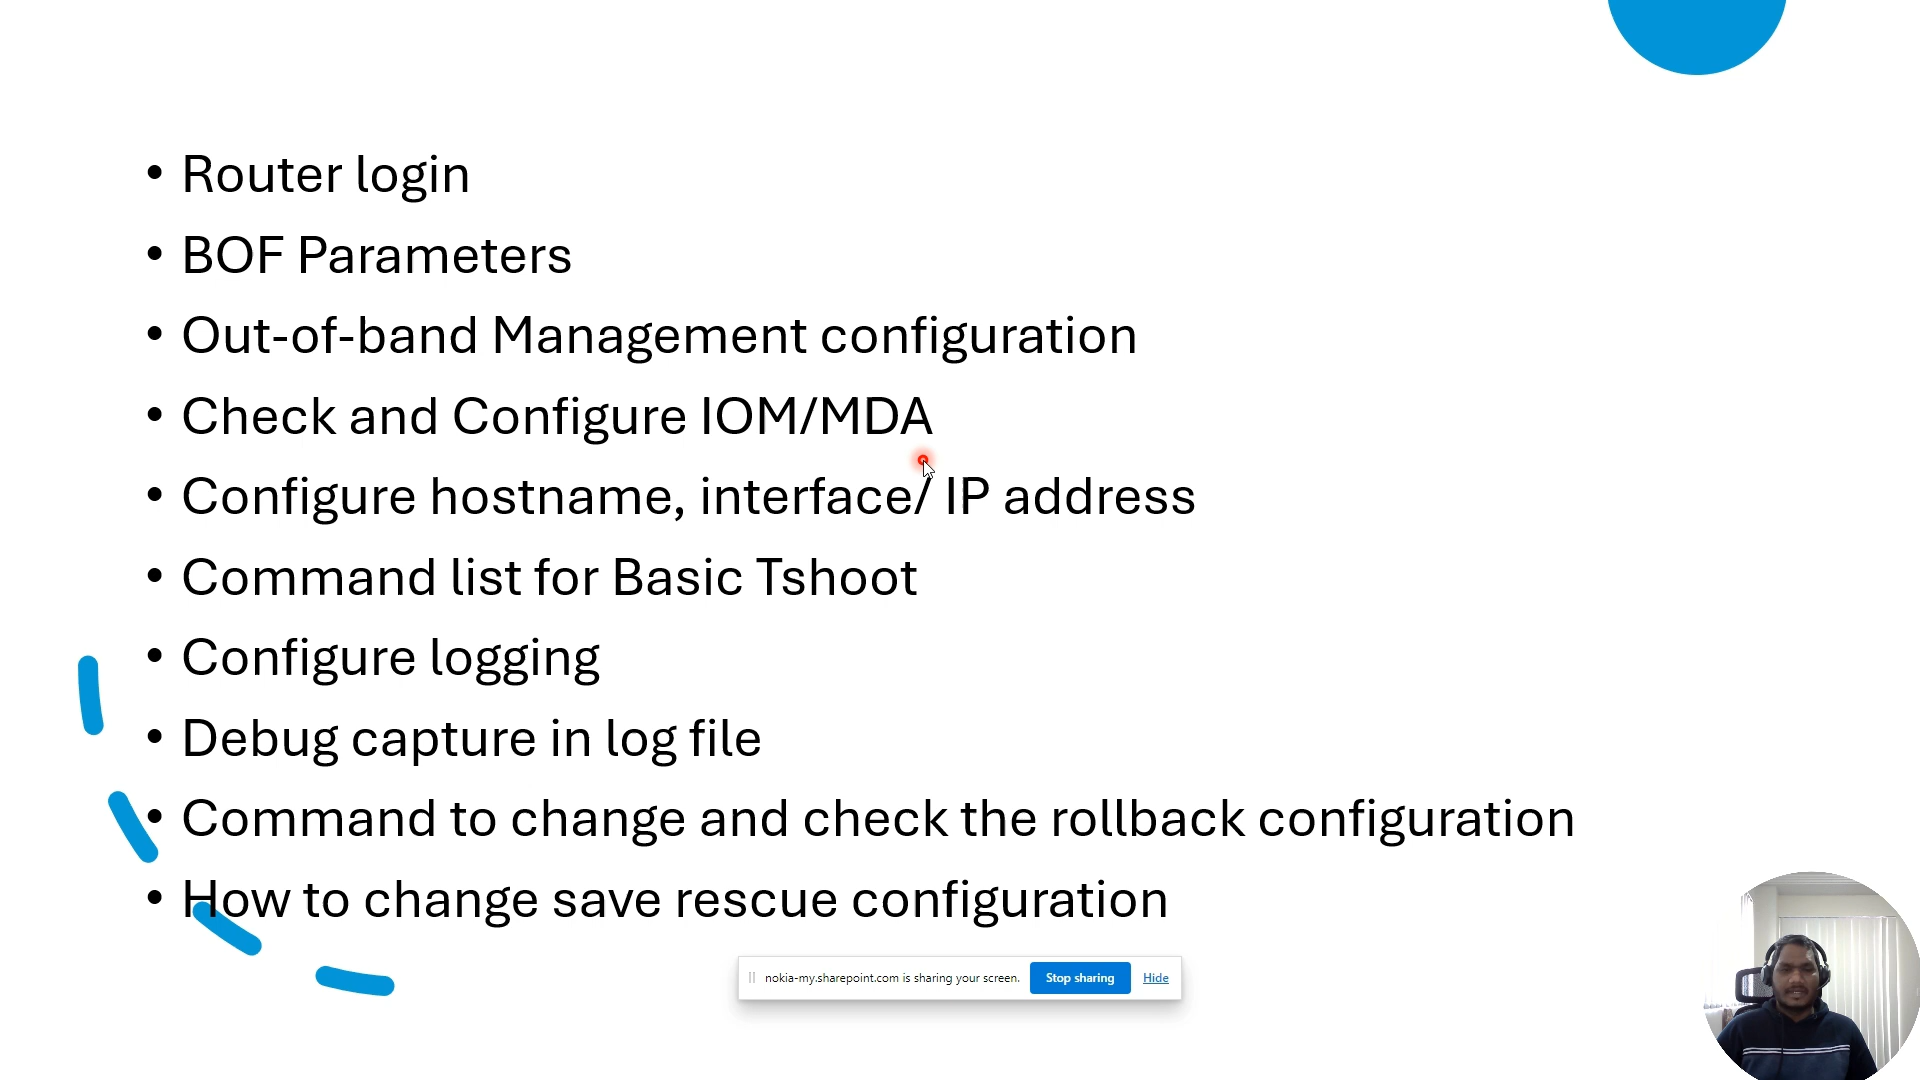 • Router login
• BOF Parameters
• Out-of-band Management configuration
• Check and Configure IOM/MDA
• Configure hostname, interface/ IP address
• Command list for Basic Tshoot
• Configure logging
• Debug capture in log file
• Command to change and check the rollback configuration
• How to change save rescue configuration
nokia-my.sharepoint.com is sharing your screen. Stop sharing Hide